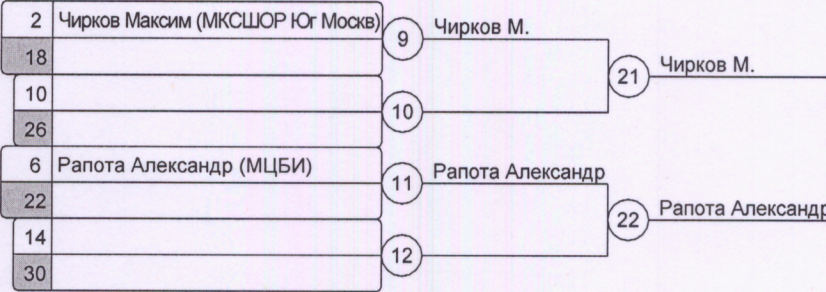 2 Чирков Максим (МКСШОР Юг Москв)
9 Чирков М.
18
21 Чирков М.
10
10
26
6 Рапота Александр (МЦБИ)
11 Рапота Александр
22
22 Рапота Александр
14
12
30